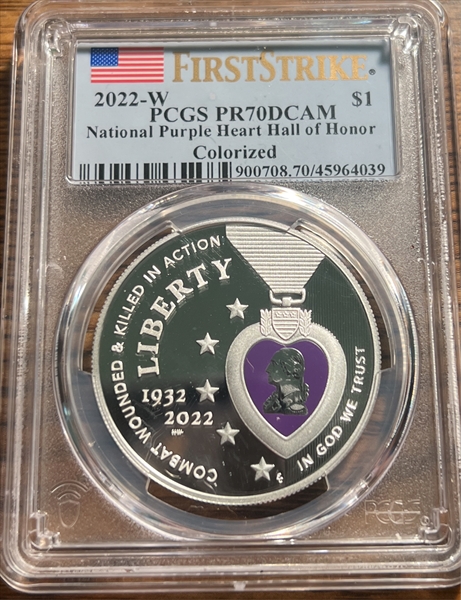 FIRSTSTRIKE®
2022-W $1
PCGS PR70DCAM
National Purple Heart Hall of Honor
Colorized
900708.70/45964039
COMBAT WOUNDED & KILLED IN ACTION
LIBERTY
1932
2022
IN GOD WE TRUST
PCGS